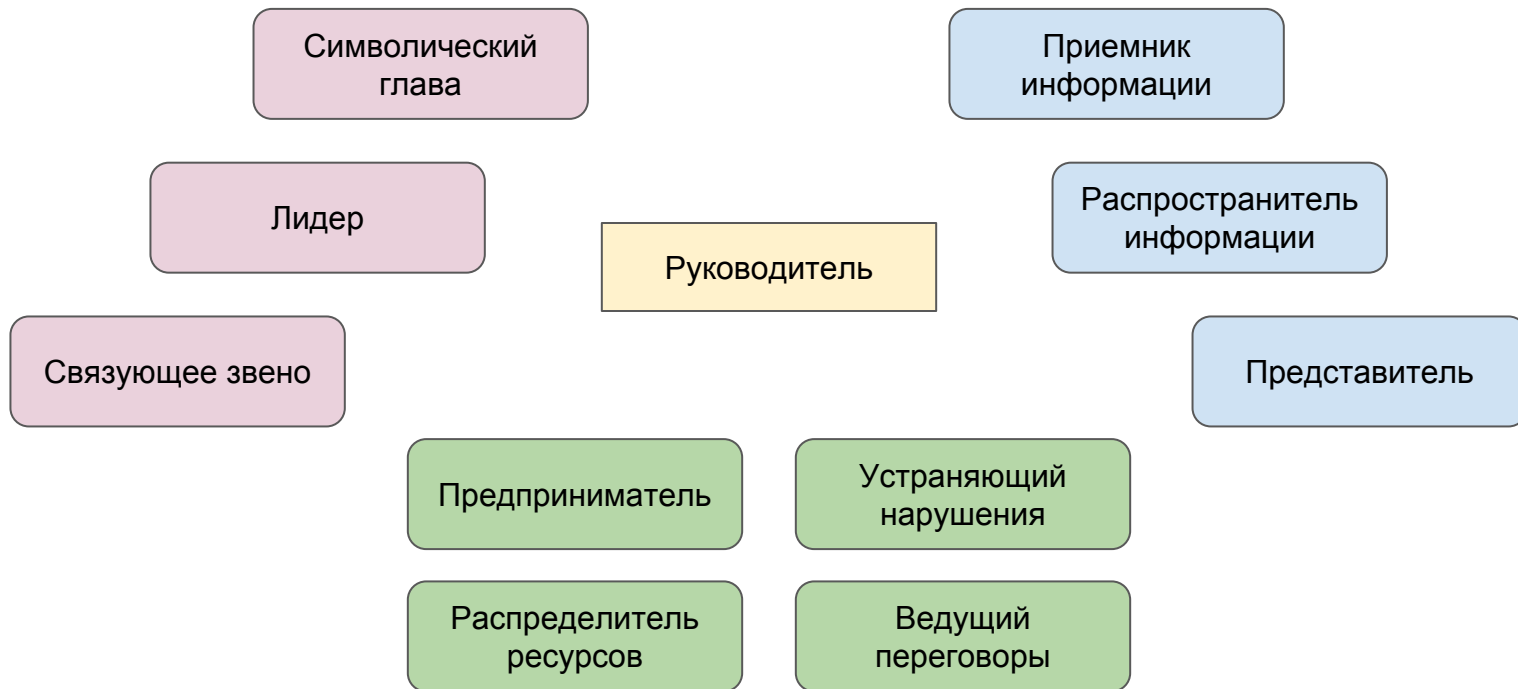 Символический
глава
Приемник
информации
Лидер
Распространитель
информации
Руководитель
Связующее звено
Представитель
Предприниматель
Устраняющий
нарушения
Распределитель
ресурсов
Ведущий
переговоры